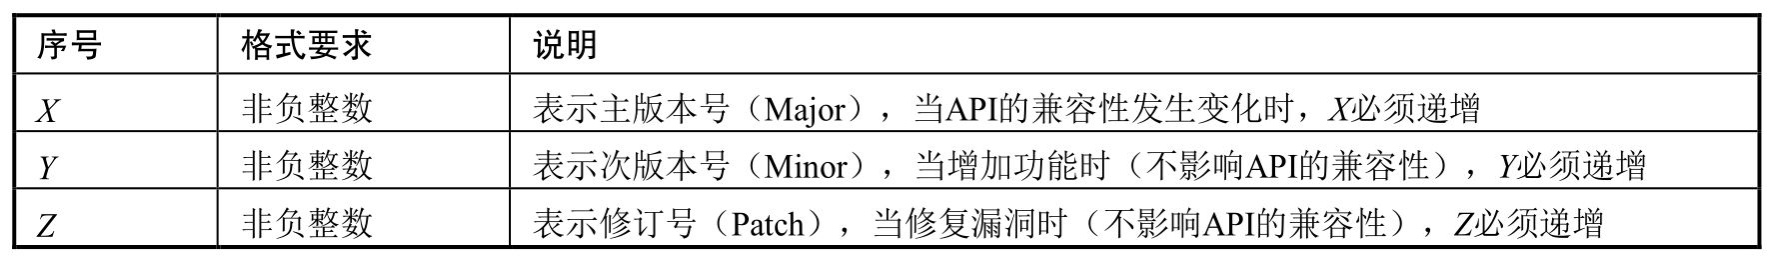 序号 格式要求 说明
X 非负整数 表示主版本号（Major），当API的兼容性发生变化时，X必须递增
Y 非负整数 表示次版本号（Minor），当增加功能时（不影响API的兼容性），Y必须递增
Z 非负整数 表示修订号（Patch），当修复漏洞时（不影响API的兼容性），Z必须递增